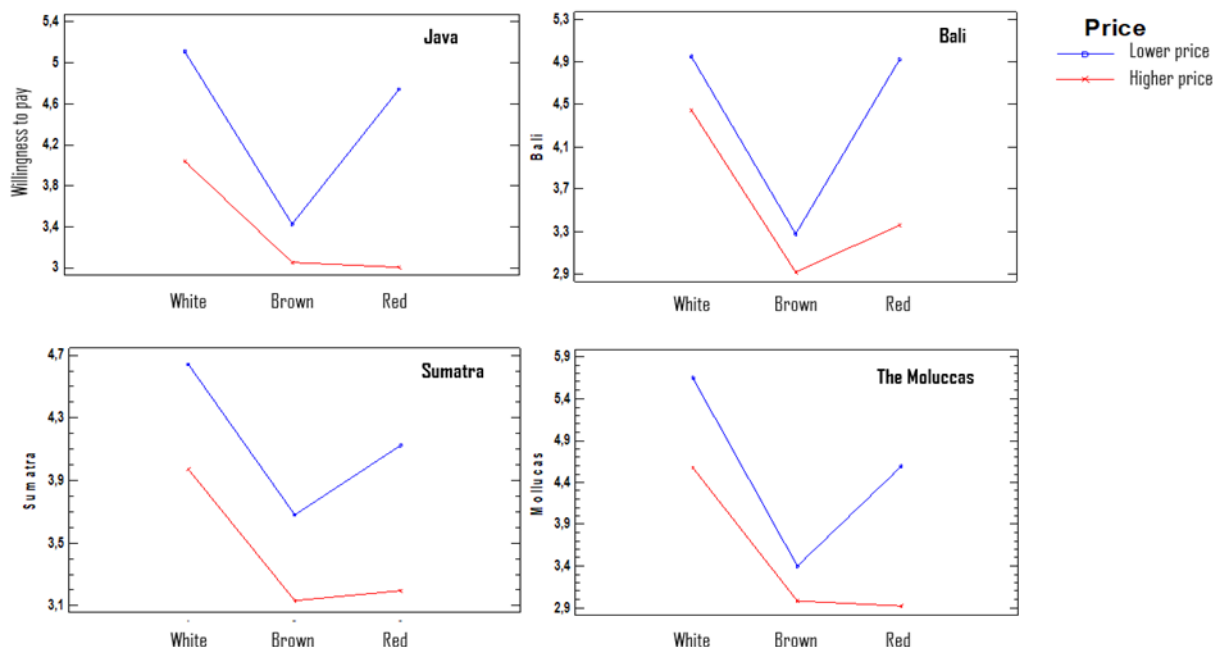 5,4
5
4,6
4,2
3,8
3,4
3
Willingness to pay
Java
White Brown Red
5,3
4,9
4,5
4,1
3,7
3,3
2,9
Bali
Bali
White Brown Red
Price
Lower price
Higher price
4,7
4,3
3,9
3,5
3,1
Sumatra
Sumatra
White Brown Red
5,9
5,4
4,9
4,4
3,9
3,4
2,9
Mollucas
The Moluccas
White Brown Red